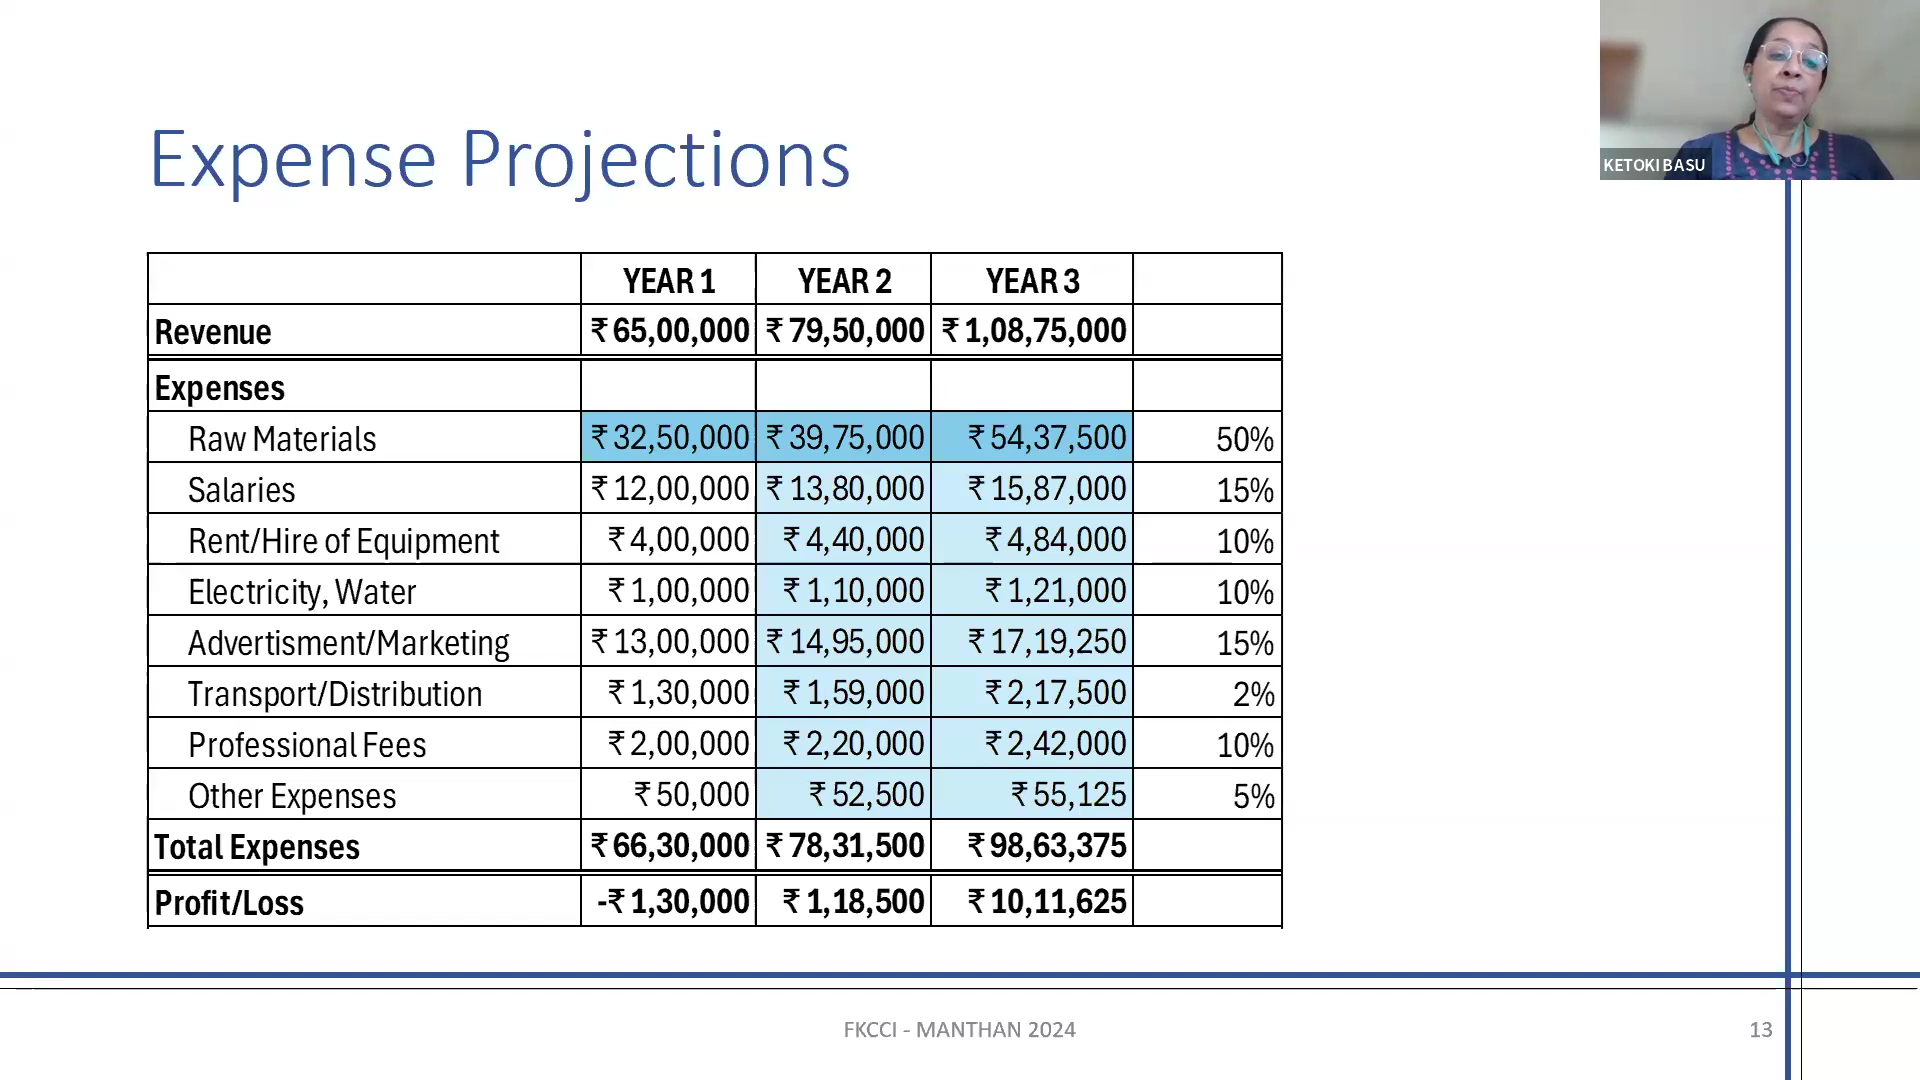 KETOKI BASU
Expense Projections
YEAR 1 YEAR 2 YEAR 3
Revenue ₹ 65,00,000 ₹ 79,50,000 ₹ 1,08,75,000
Expenses
Raw Materials ₹ 32,50,000 ₹ 39,75,000 ₹ 54,37,500 50%
Salaries ₹ 12,00,000 ₹ 13,80,000 ₹ 15,87,000 15%
Rent/Hire of Equipment ₹ 4,00,000 ₹ 4,40,000 ₹ 4,84,000 10%
Electricity, Water ₹ 1,00,000 ₹ 1,10,000 ₹ 1,21,000 10%
Advertisment/Marketing ₹ 13,00,000 ₹ 14,95,000 ₹ 17,19,250 15%
Transport/Distribution ₹ 1,30,000 ₹ 1,59,000 ₹ 2,17,500 2%
Professional Fees ₹ 2,00,000 ₹ 2,20,000 ₹ 2,42,000 10%
Other Expenses ₹ 50,000 ₹ 52,500 ₹ 55,125 5%
Total Expenses ₹ 66,30,000 ₹ 78,31,500 ₹ 98,63,375
Profit/Loss -₹ 1,30,000 ₹ 1,18,500 ₹ 10,11,625
FKCCI - MANTHAN 2024 13